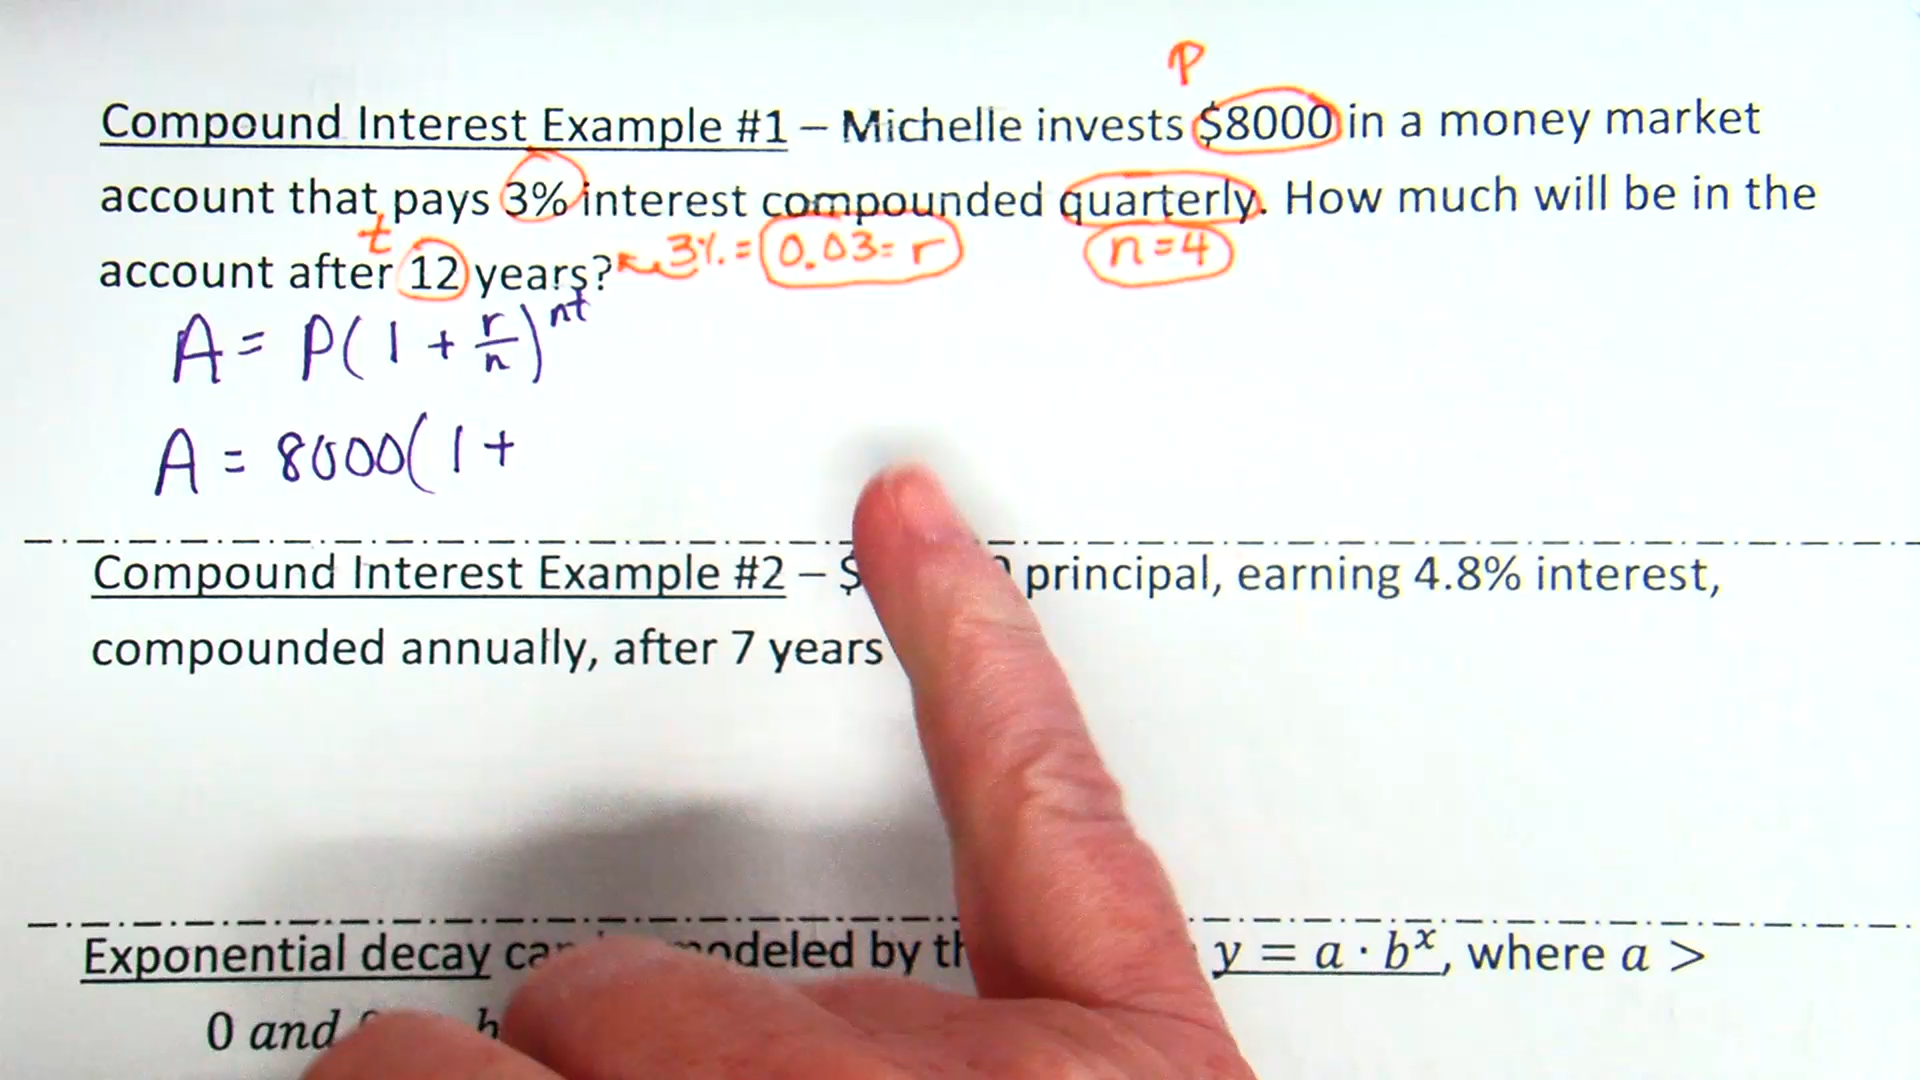 P
Compound Interest Example #1 – Michelle invests $8000 in a money market
account that pays 3% interest compounded quarterly. How much will be in the
t
account after 12 years? 3% = 0.03 = r n = 4
A = P(1 + r/n)^nt
A = 8000(1 +
Compound Interest Example #2 – $ principal, earning 4.8% interest,
compounded annually, after 7 years
Exponential decay modeled by y = a · b^x, where a >
0 and